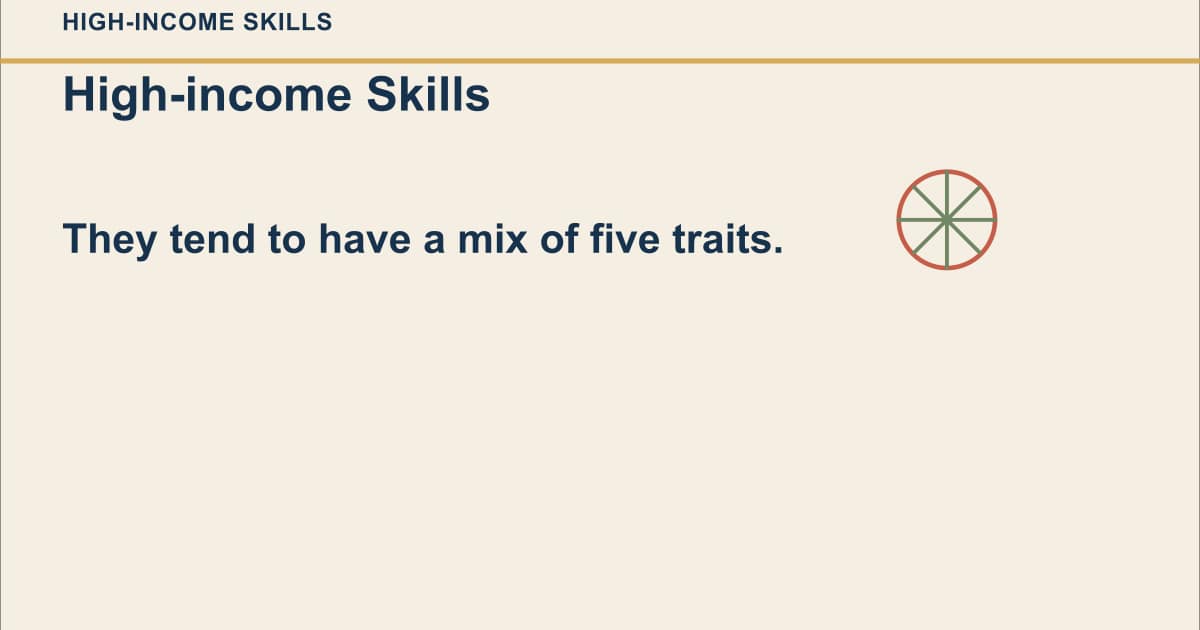 HIGH-INCOME SKILLS
High-income Skills
They tend to have a mix of five traits.